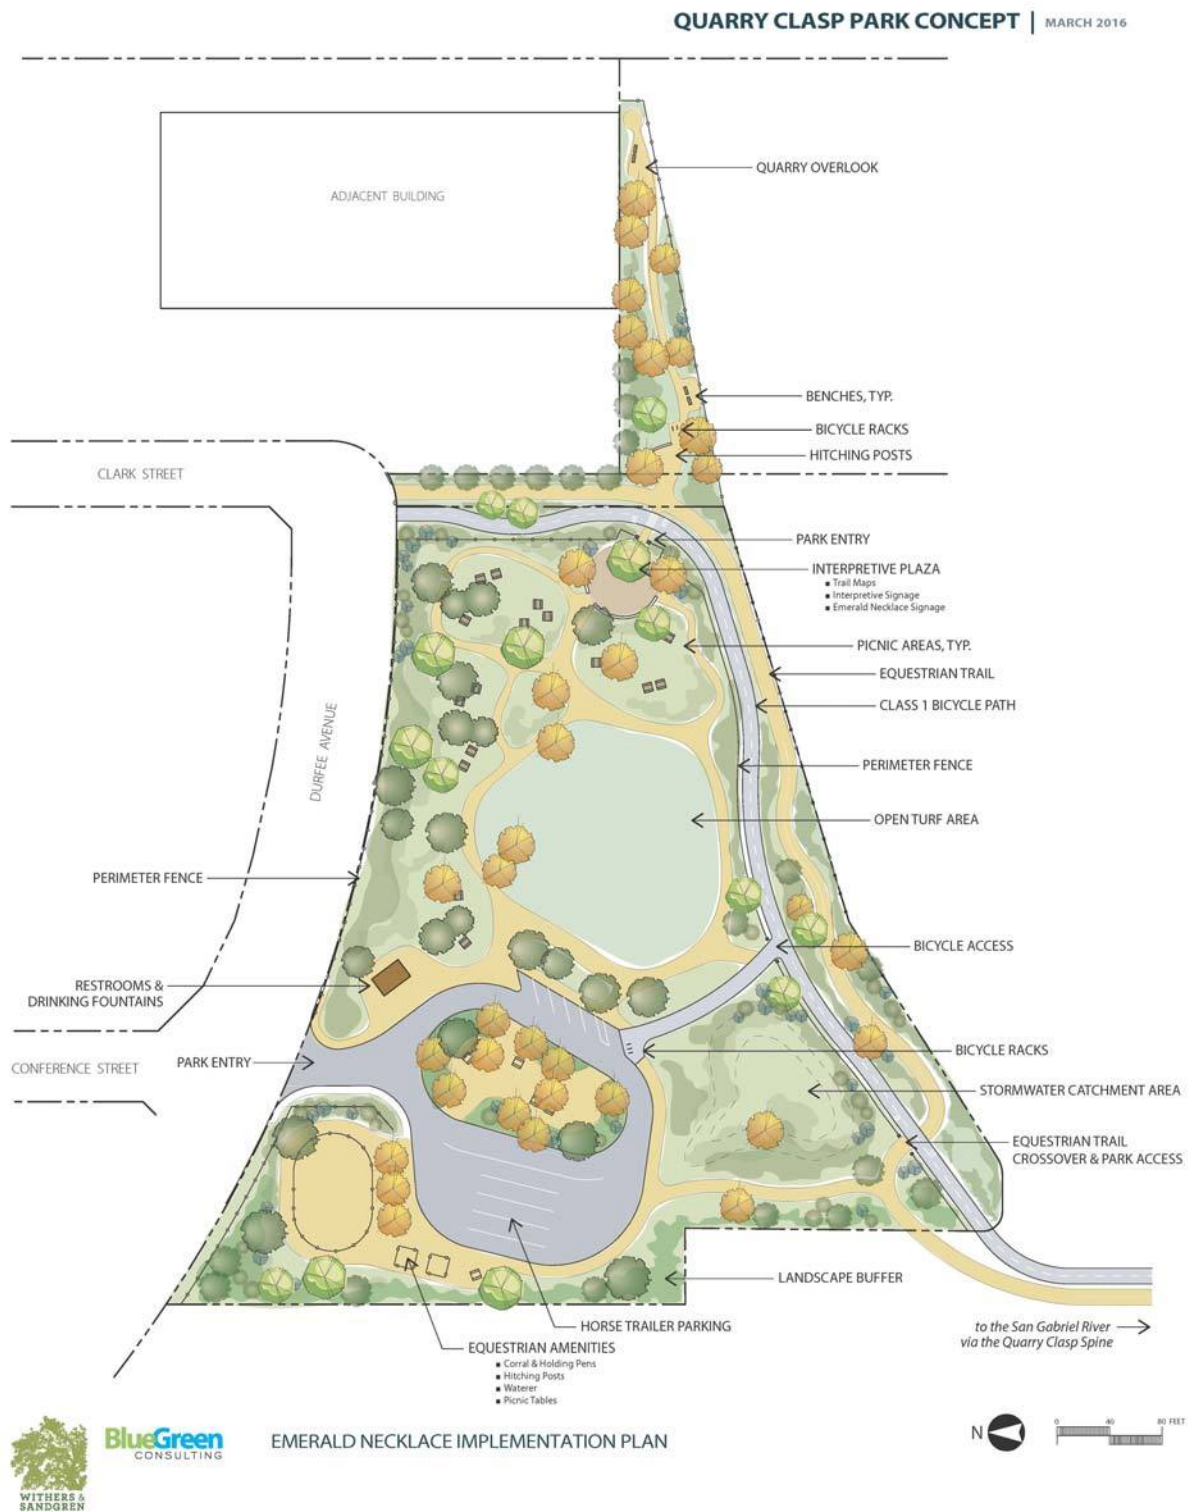 QUARRY CLASP PARK CONCEPT | MARCH 2016
QUARRY OVERLOOK
ADJACENT BUILDING
BENCHES, TYP.
BICYCLE RACKS
HITCHING POSTS
CLARK STREET
PARK ENTRY
INTERPRETIVE PLAZA
▪ Trail Maps
▪ Interpretive Signage
▪ Emerald Necklace Signage
PICNIC AREAS, TYP.
EQUESTRIAN TRAIL
CLASS 1 BICYCLE PATH
DURFEE AVENUE
PERIMETER FENCE
OPEN TURF AREA
PERIMETER FENCE
BICYCLE ACCESS
RESTROOMS &
DRINKING FOUNTAINS
PARK ENTRY
CONFERENCE STREET
BICYCLE RACKS
STORMWATER CATCHMENT AREA
EQUESTRIAN TRAIL
CROSSOVER & PARK ACCESS
LANDSCAPE BUFFER
HORSE TRAILER PARKING
to the San Gabriel River
via the Quarry Clasp Spine
EQUESTRIAN AMENITIES
▪ Corral & Holding Pens
▪ Hitching Posts
▪ Waterer
▪ Picnic Tables
WITHERS &
SANDGREN
BlueGreen
CONSULTING
EMERALD NECKLACE IMPLEMENTATION PLAN
N
0 40 80 FEET